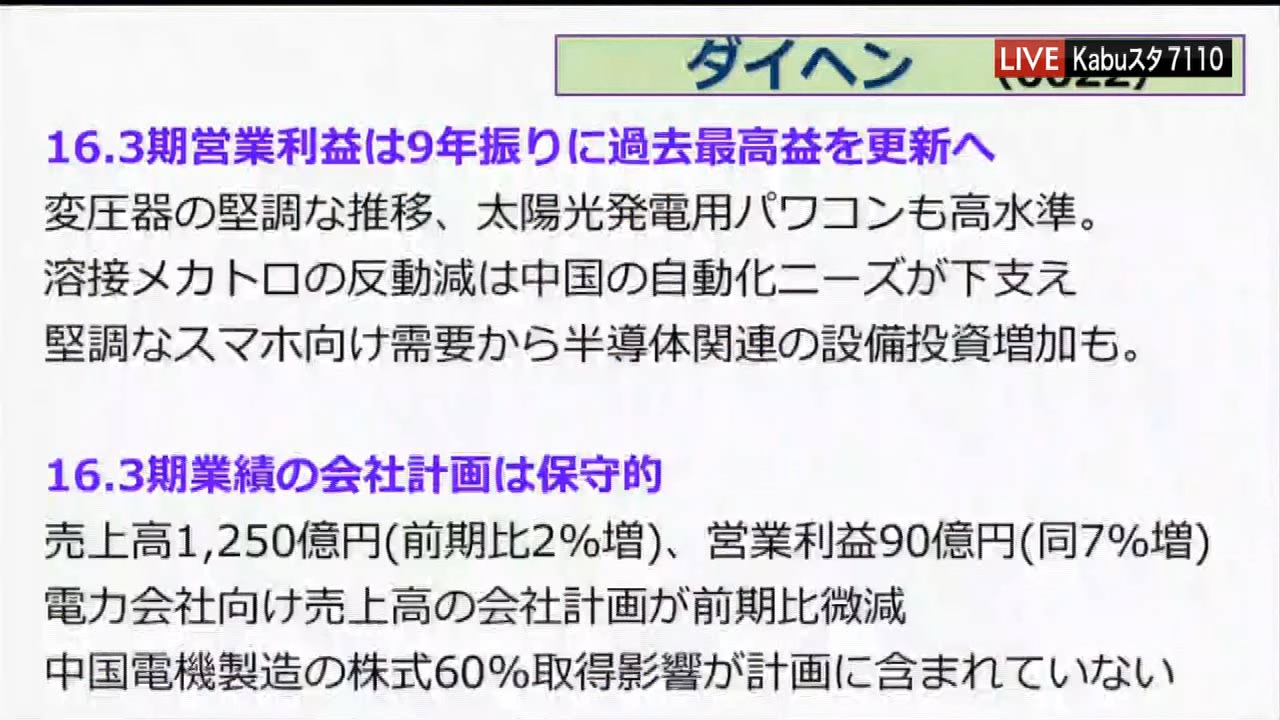 ダイヘン
LIVE Kabuスタ7110
16.3期営業利益は9年振りに過去最高益を更新へ
変圧器の堅調な推移、太陽光発電用パワコンも高水準。
溶接メカトロの反動減は中国の自動化ニーズが下支え
堅調なスマホ向け需要から半導体関連の設備投資増加も。
16.3期業績の会社計画は保守的
売上高1,250億円(前期比2%増)、営業利益90億円(同7%増)
電力会社向け売上高の会社計画が前期比微減
中国電機製造の株式60%取得影響が計画に含まれていない